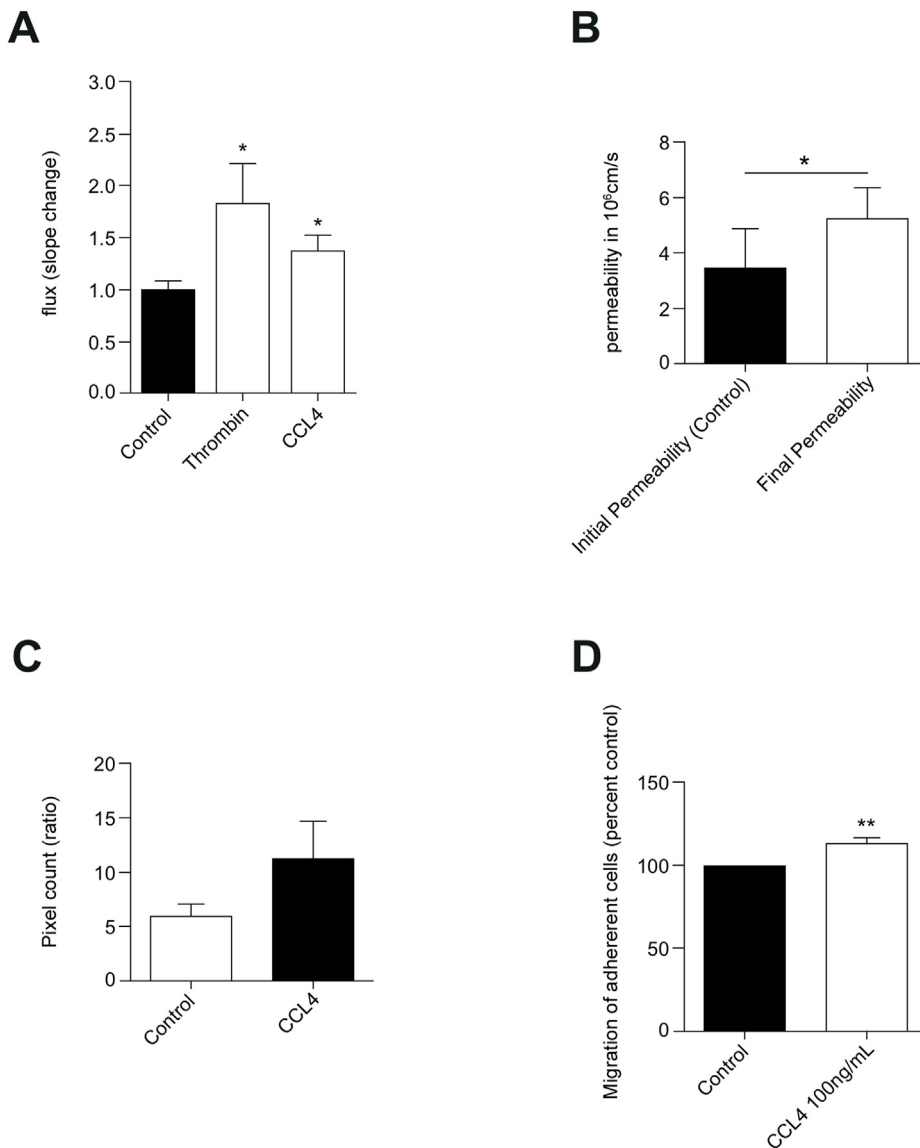 A
flux (slope change)
3.0
2.5
2.0
1.5
1.0
0.5
0.0
*
*
Control
Thrombin
CCL4
B
permeability in 10⁶cm/s
8
6
4
2
0
*
Initial Permeability (Control)
Final Permeability
C
Pixel count (ratio)
20
15
10
5
0
Control
CCL4
D
Migration of adhererent cells (percent control)
150
100
50
0
**
Control
CCL4 100ng/mL